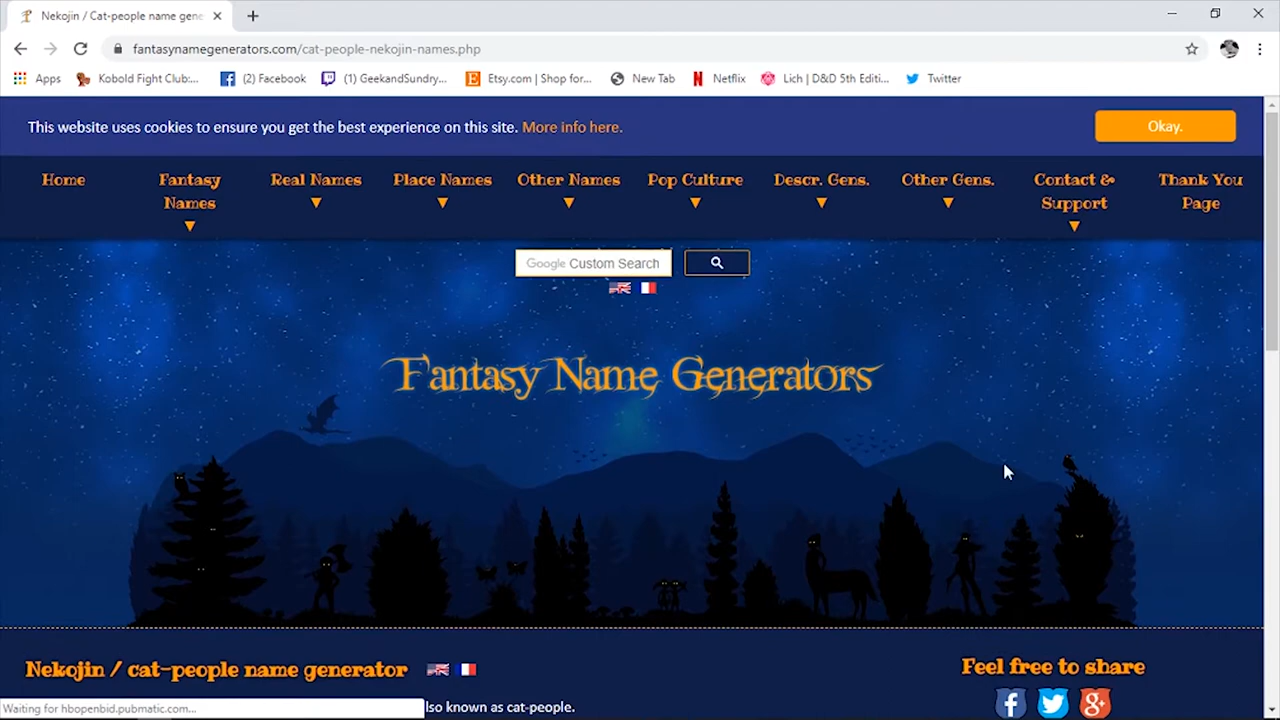 Nekojin / Cat-people name gene
fantasynamegenerators.com/cat-people-nekojin-names.php
Apps Kobold Fight Club:... (2) Facebook (1) GeekandSundry... Etsy.com | Shop for... New Tab Netflix Lich | D&D 5th Editi... Twitter
This website uses cookies to ensure you get the best experience on this site. More info here.
Okay.
Home Fantasy Names Real Names Place Names Other Names Pop Culture Descr. Gens. Other Gens. Contact & Support Thank You Page
Google Custom Search
Fantasy Name Generators
Nekojin / cat-people name generator
Feel free to share
Waiting for hbopenbid.pubmatic.com...
lso known as cat-people.